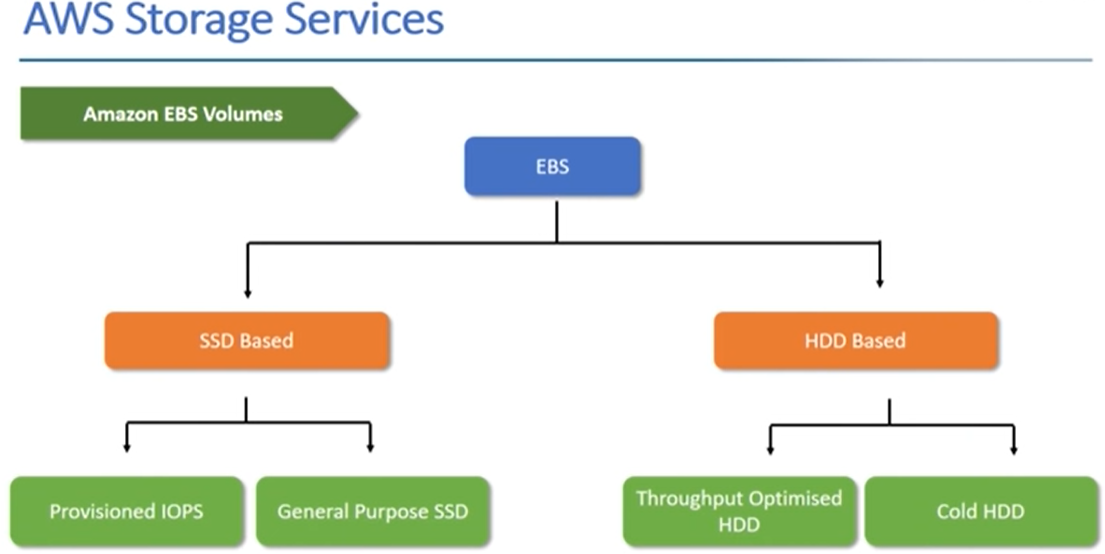 AWS Storage Services
Amazon EBS Volumes
EBS
SSD Based
HDD Based
Provisioned IOPS
General Purpose SSD
Throughput Optimised
HDD
Cold HDD